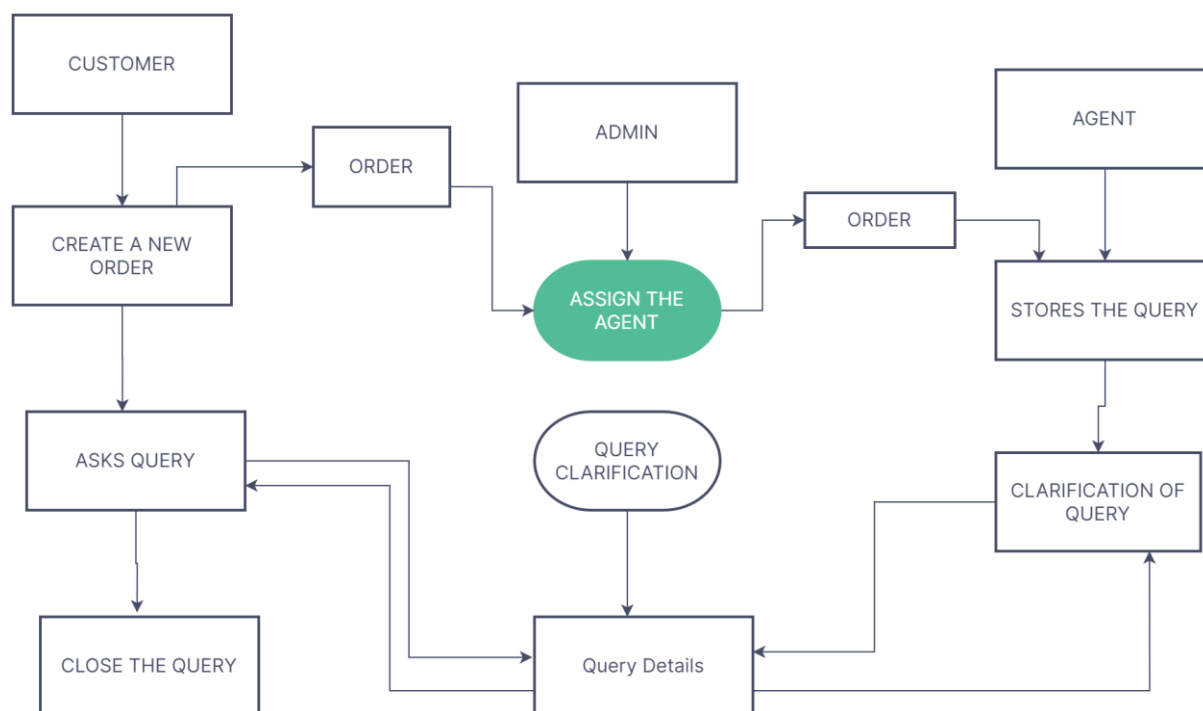 CUSTOMER
ORDER
ADMIN
AGENT
CREATE A NEW
ORDER
ORDER
ASSIGN THE
AGENT
STORES THE QUERY
ASKS QUERY
QUERY
CLARIFICATION
CLARIFICATION OF
QUERY
CLOSE THE QUERY
Query Details